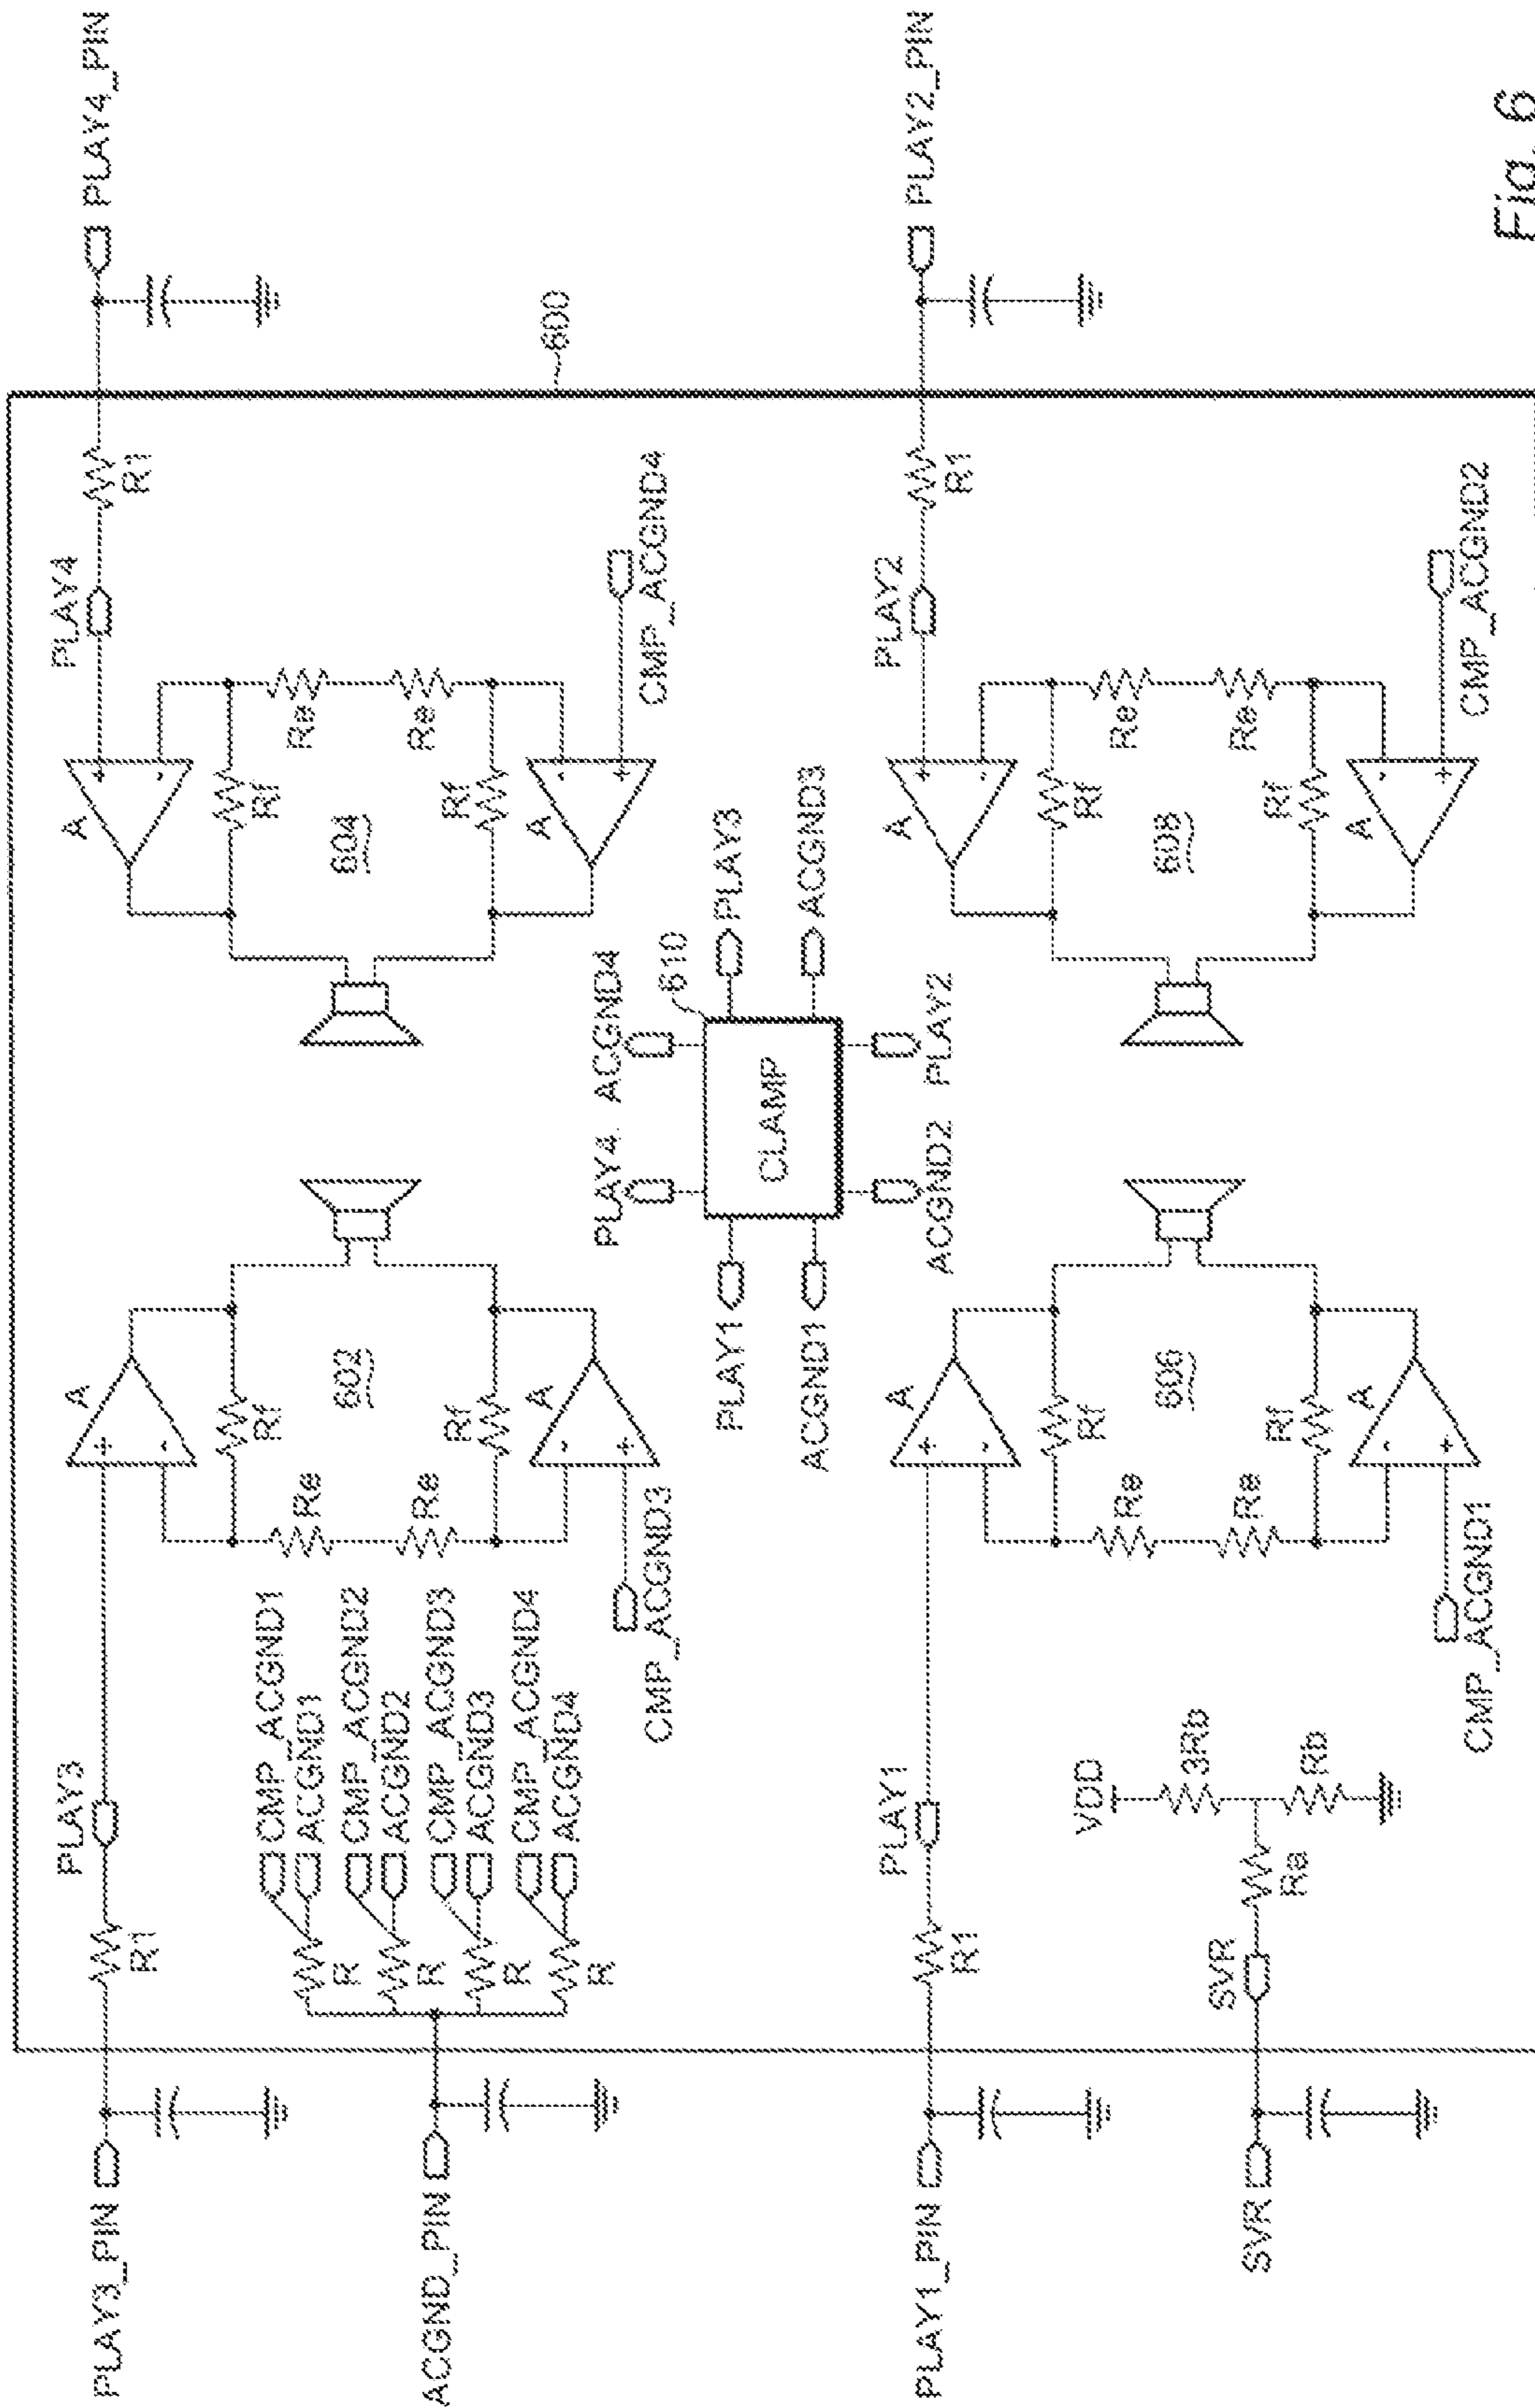 PLAY3_PIN
R1
PLAY3
A
+
-
Rf
Re
Re
602
Rf
A
-
+
CMP_ACGND3
ACGND_PIN
R
R
R
R
CMP_ACGND1
ACGND1
CMP_ACGND2
ACGND2
CMP_ACGND3
ACGND3
CMP_ACGND4
ACGND4
PLAY4_PIN
R1
PLAY4
A
+
-
Rf
Re
Re
604
Rf
A
-
+
CMP_ACGND4
600
PLAY4
ACGND4
610
PLAY1
PLAY3
CLAMP
ACGND1
ACGND3
ACGND2
PLAY2
PLAY1_PIN
R1
PLAY1
A
+
-
Rf
Re
Re
606
Rf
A
-
+
CMP_ACGND1
SVR
SVR
Ra
VDD
3Rb
Rb
PLAY2_PIN
R1
PLAY2
A
+
-
Rf
Re
Re
608
Rf
A
-
+
CMP_ACGND2
Fig. 6